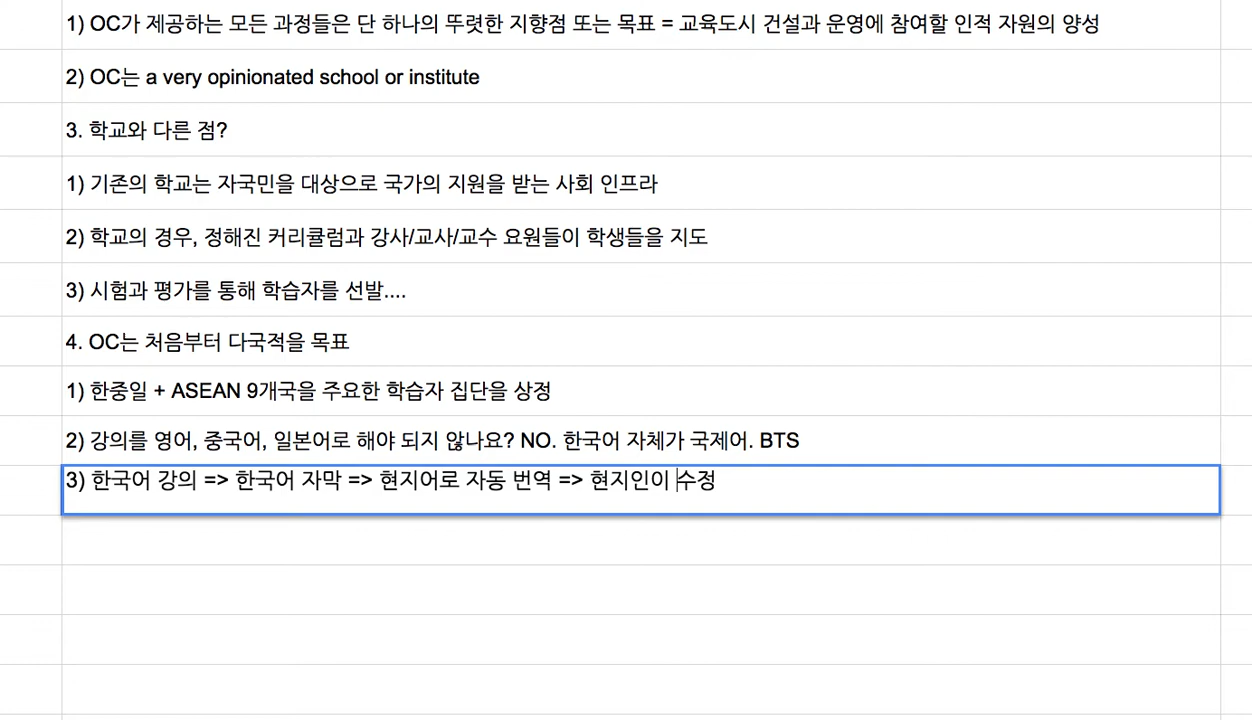 1) OC가 제공하는 모든 과정들은 단 하나의 뚜렷한 지향점 또는 목표 = 교육도시 건설과 운영에 참여할 인적 자원의 양성
2) OC는 a very opinionated school or institute
3. 학교와 다른 점?
1) 기존의 학교는 자국민을 대상으로 국가의 지원을 받는 사회 인프라
2) 학교의 경우, 정해진 커리큘럼과 강사/교사/교수 요원들이 학생들을 지도
3) 시험과 평가를 통해 학습자를 선발....
4. OC는 처음부터 다국적을 목표
1) 한중일 + ASEAN 9개국을 주요한 학습자 집단을 상정
2) 강의를 영어, 중국어, 일본어로 해야 되지 않나요? NO. 한국어 자체가 국제어. BTS
3) 한국어 강의 => 한국어 자막 => 현지어로 자동 번역 => 현지인이 수정